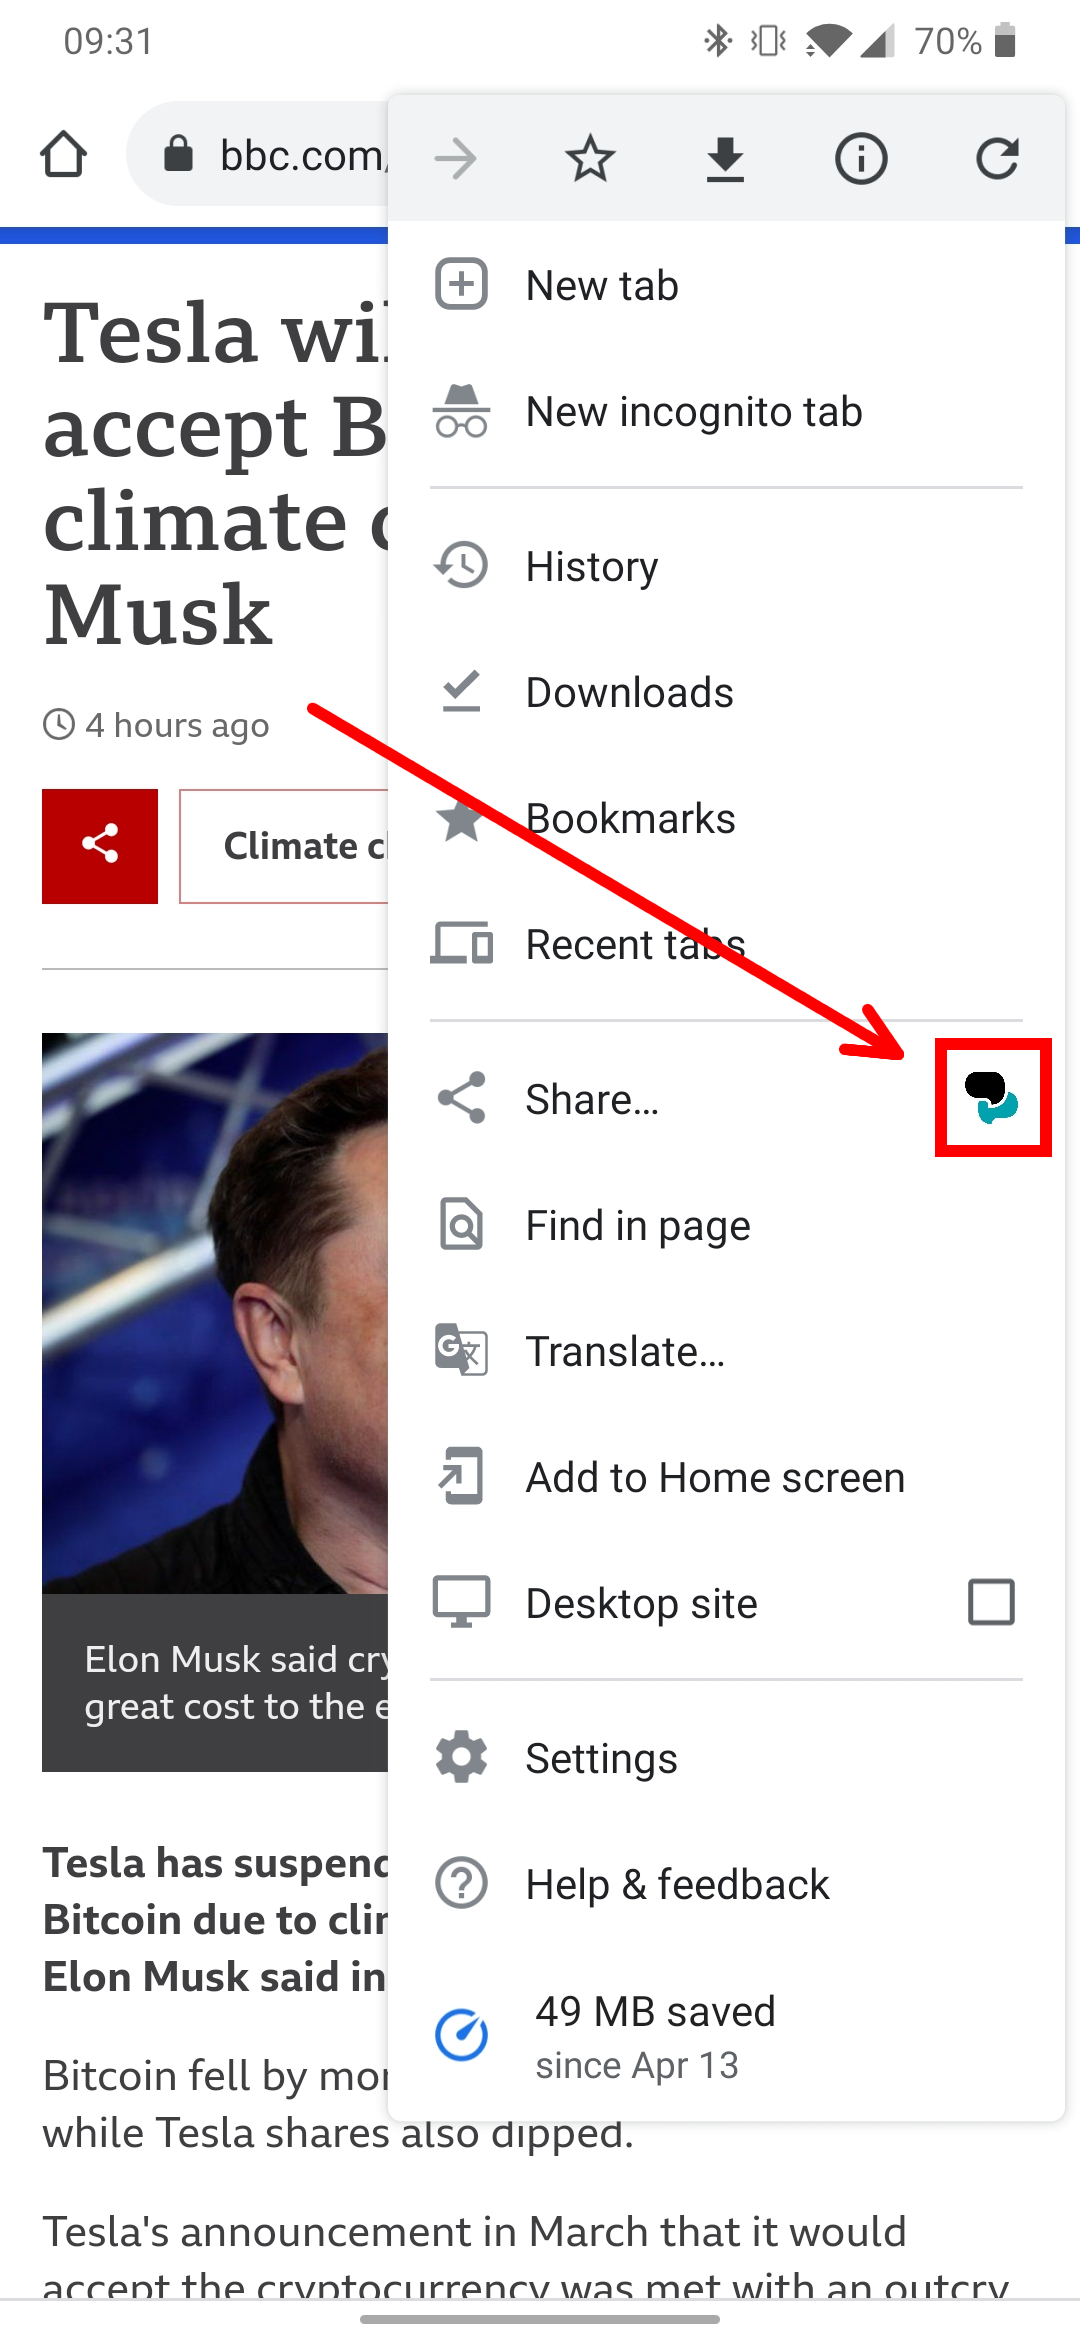 09:31
70%
bbc.com/
Tesla wil
accept B
climate
Musk
4 hours ago
Climate c
Elon Musk said cry
great cost to the e
Tesla has suspend
Bitcoin due to
Elon Musk said in
Bitcoin fell by mor
while Tesla shares also dipped.
Tesla's announcement in March that it would
accept the cryptocurrency was met with an outcry
New tab
New incognito tab
History
Downloads
Bookmarks
Recent tabs
Share...
Find in page
Translate...
Add to Home screen
Desktop site
Settings
Help & feedback
49 MB saved
since Apr 13